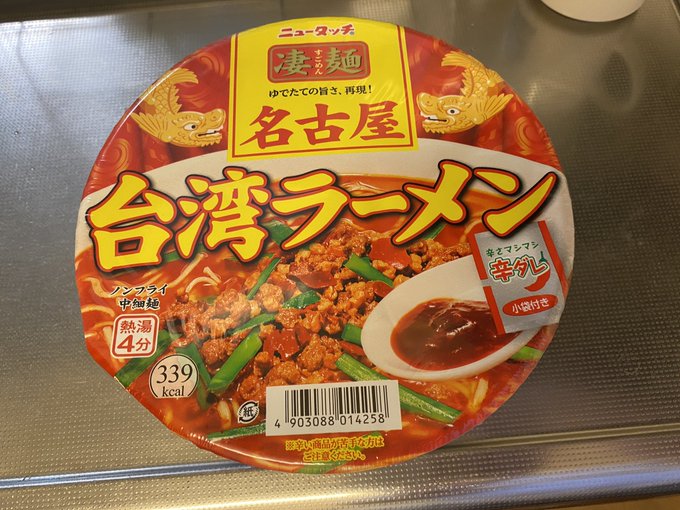 ニュータッチ®
凄麺
すごめん
ゆでたての旨さ、再現!
名古屋
台湾ラーメン
辛さマシマシ
辛ダレ
小袋付き
ノンフライ
中細麺
熱湯
4分
339
kcal
紙
4 903088 014258
※辛い商品が苦手な方は
ご注意ください。